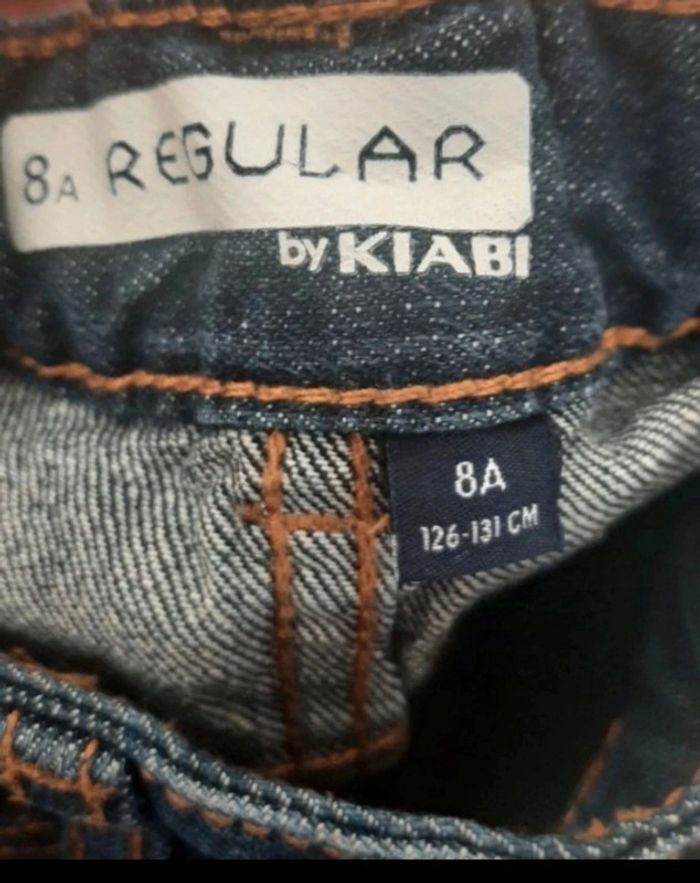 8A REGULAR
by KIABI
8A
126-131 CM